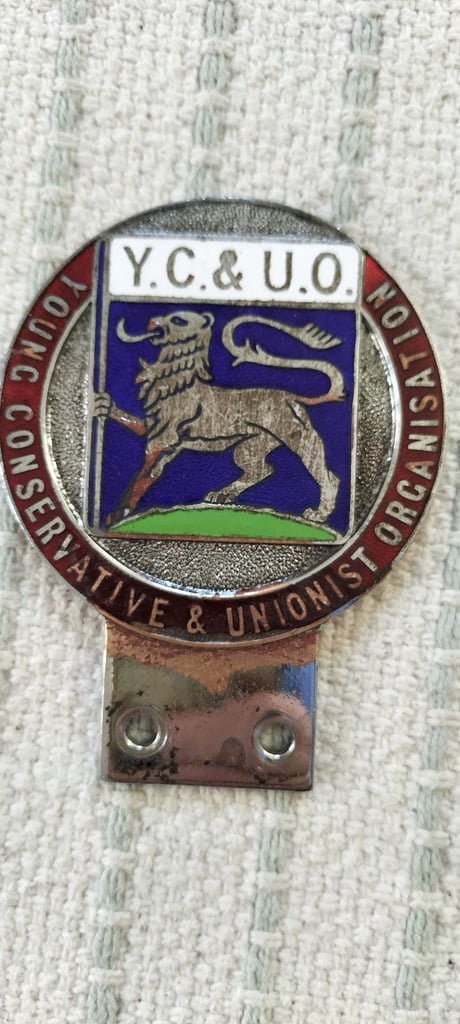 Y.C. & U.O.
YOUNG CONSERVATIVE & UNIONIST ORGANISATION